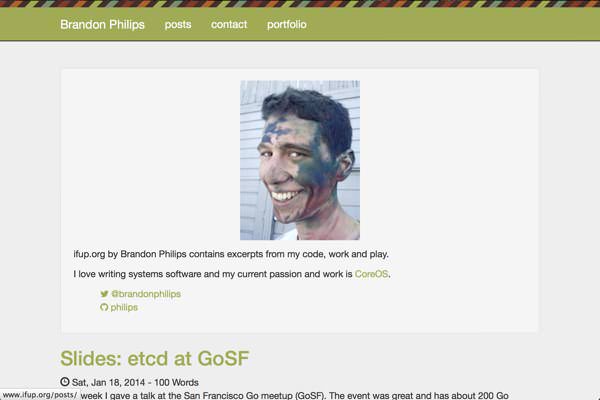 Brandon Philips posts contact portfolio
ifup.org by Brandon Philips contains excerpts from my code, work and play.
I love writing systems software and my current passion and work is CoreOS.
@brandonphilips
philips
Slides: etcd at GoSF
Sat, Jan 18, 2014 - 100 Words
week I gave a talk at the San Francisco Go meetup (GoSF). The event was great and has about 200 Go
www.ifup.org/posts/